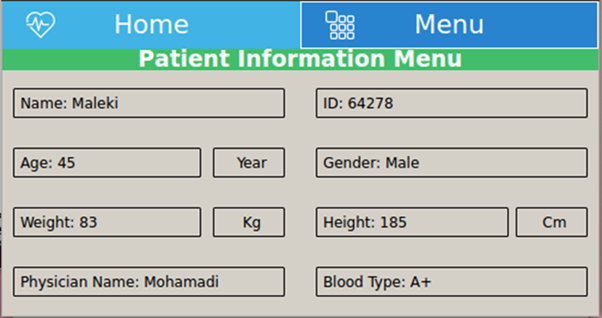 Home Menu
Patient Information Menu
Name: Maleki ID: 64278
Age: 45 Year Gender: Male
Weight: 83 Kg Height: 185 Cm
Physician Name: Mohamadi Blood Type: A+